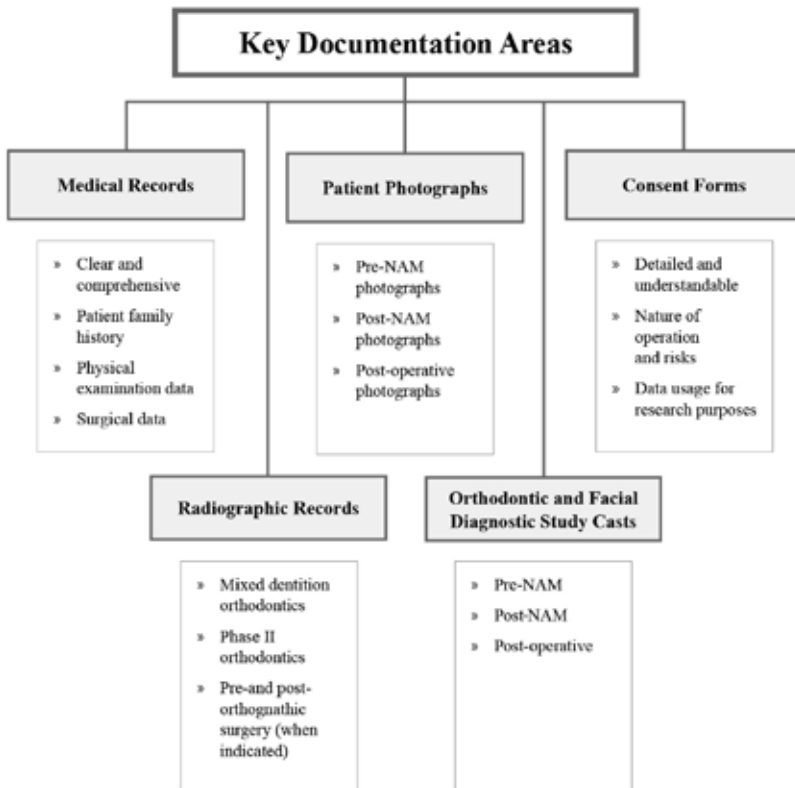 Key Documentation Areas
Medical Records
» Clear and
comprehensive
» Patient family
history
» Physical
examination data
» Surgical data
Patient Photographs
» Pre-NAM
photographs
» Post-NAM
photographs
» Post-operative
photographs
Consent Forms
» Detailed and
understandable
» Nature of
operation
and risks
» Data usage for
research purposes
Radiographic Records
» Mixed dentition
orthodontics
» Phase II
orthodontics
» Pre-and post-
orthognathic
surgery (when
indicated)
Orthodontic and Facial
Diagnostic Study Casts
» Pre-NAM
» Post-NAM
» Post-operative